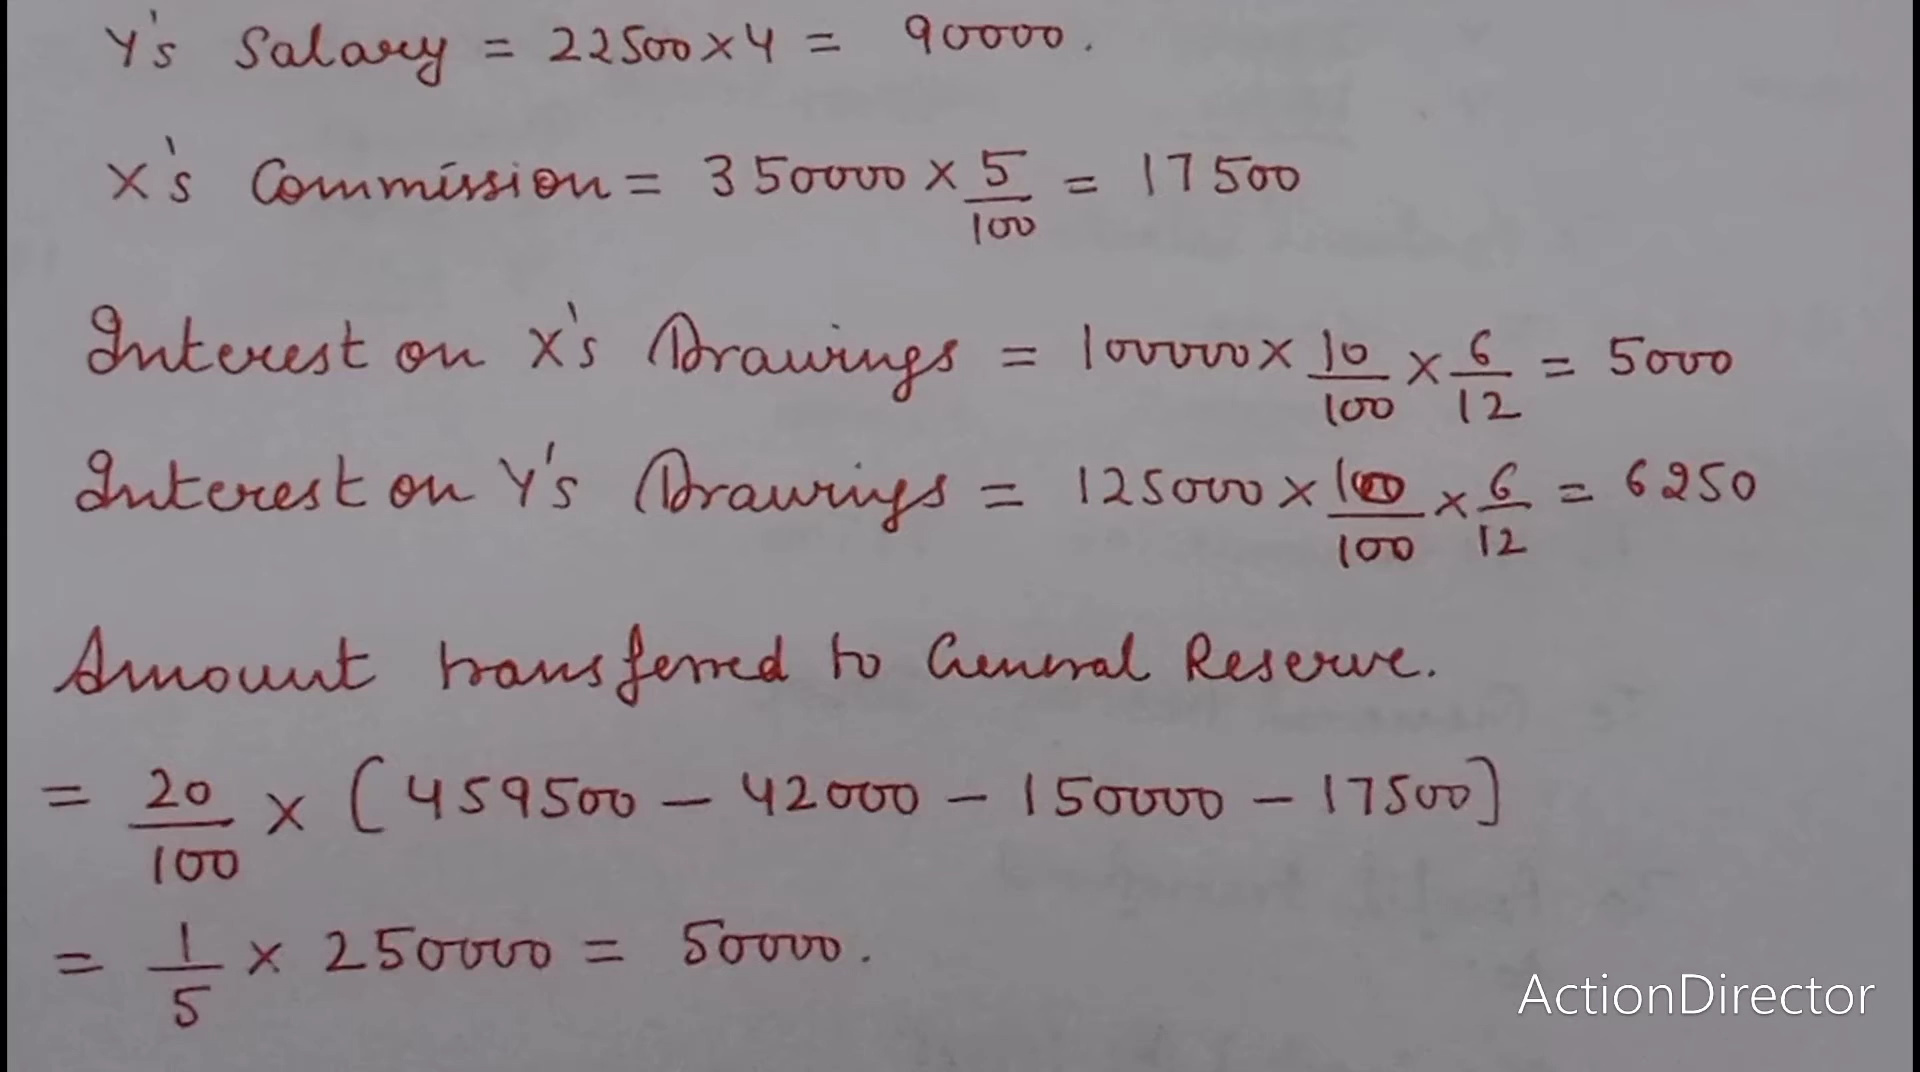 Y's Salary = 22500 × 4 = 90000.
X's Commission = 350000 × 5/100 = 17500
Interest on X's Drawings = 100000 × 10/100 × 6/12 = 5000
Interest on Y's Drawings = 125000 × 10/100 × 6/12 = 6250
Amount transferred to General Reserve.
= 20/100 × [459500 – 42000 – 150000 – 17500]
= 1/5 × 250000 = 50000.
ActionDirector